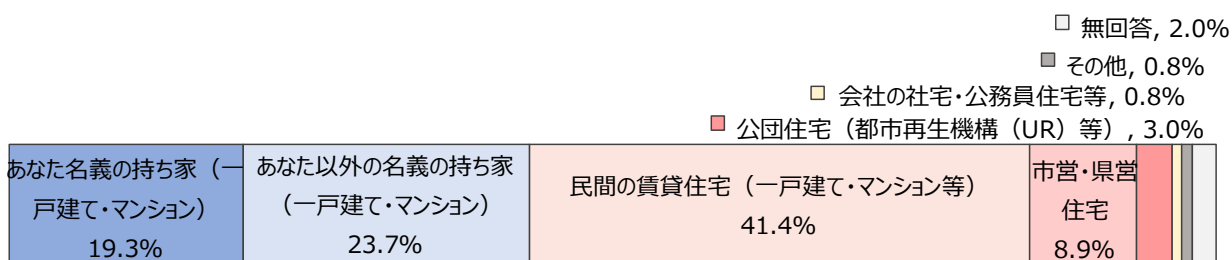 無回答, 2.0%
その他, 0.8%
会社の社宅・公務員住宅等, 0.8%
公団住宅（都市再生機構（UR）等）, 3.0%
あなた名義の持ち家（一
戸建て・マンション）
19.3%
あなた以外の名義の持ち家
（一戸建て・マンション）
23.7%
民間の賃貸住宅（一戸建て・マンション等）
41.4%
市営・県営
住宅
8.9%